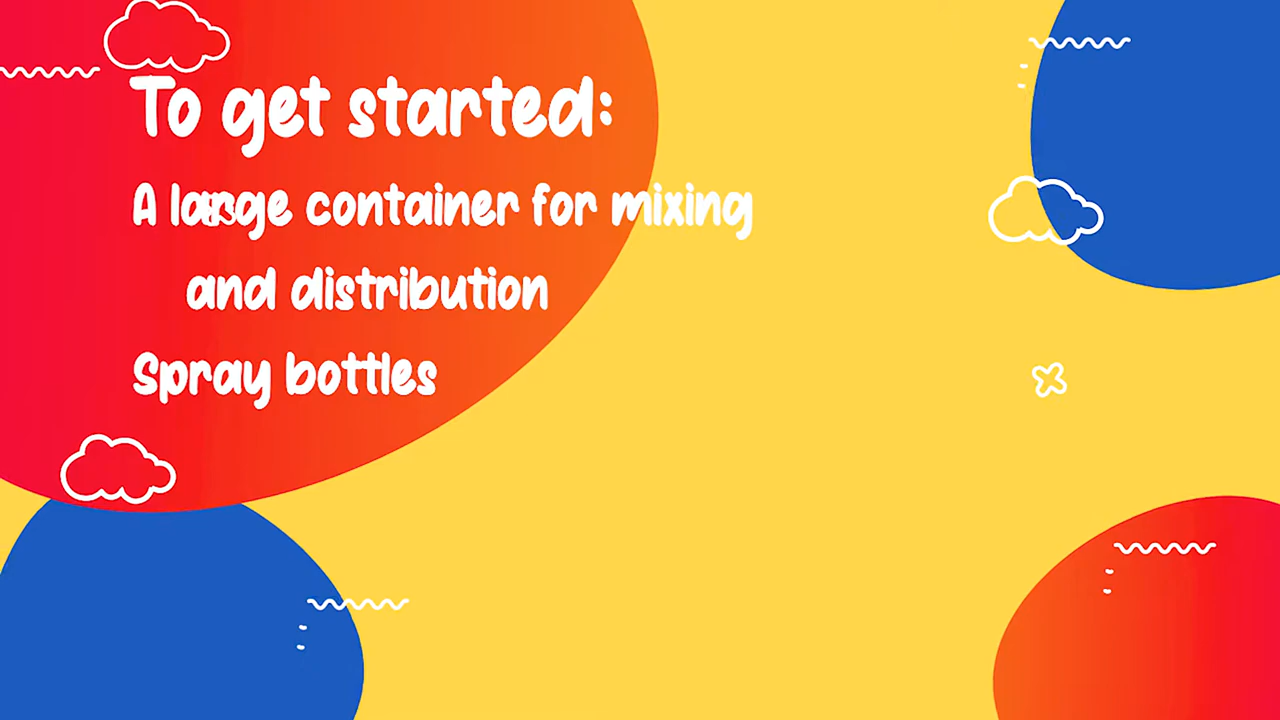 To get started:
A large container for mixing
and distribution
Spray bottles